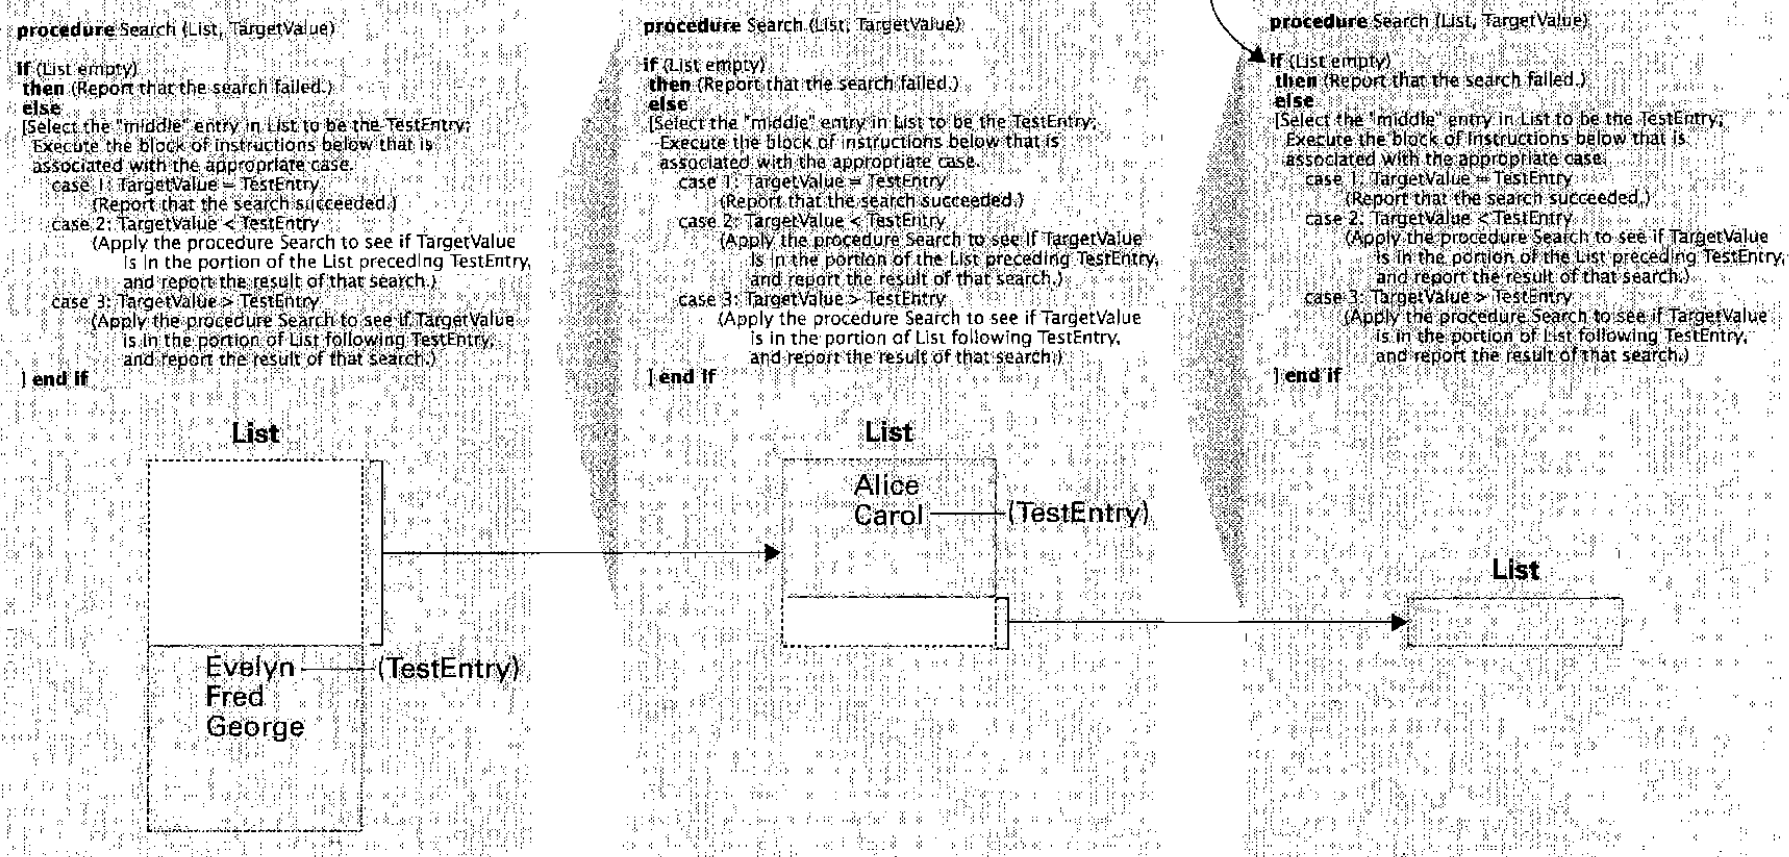 procedure Search (List, TargetValue)
if (List empty)
then (Report that the search failed.)
else
[Select the "middle" entry in List to be the TestEntry;
Execute the block of instructions below that is
associated with the appropriate case.
case 1: TargetValue = TestEntry
(Report that the search succeeded.)
case 2: TargetValue < TestEntry
(Apply the procedure Search to see if TargetValue
is in the portion of the List preceding TestEntry,
and report the result of that search.)
case 3: TargetValue > TestEntry
(Apply the procedure Search to see if TargetValue
is in the portion of List following TestEntry,
and report the result of that search.)
] end if
List
Evelyn (TestEntry)
Fred
George
procedure Search (List, TargetValue)
if (List empty)
then (Report that the search failed.)
else
[Select the "middle" entry in List to be the TestEntry;
Execute the block of instructions below that is
associated with the appropriate case.
case 1: TargetValue = TestEntry
(Report that the search succeeded.)
case 2: TargetValue < TestEntry
(Apply the procedure Search to see if TargetValue
is in the portion of the List preceding TestEntry,
and report the result of that search.)
case 3: TargetValue > TestEntry
(Apply the procedure Search to see if TargetValue
is in the portion of List following TestEntry,
and report the result of that search.)
] end if
List
Alice
Carol (TestEntry)
procedure Search (List, TargetValue)
if (List empty)
then (Report that the search failed.)
else
[Select the "middle" entry in List to be the TestEntry;
Execute the block of instructions below that is
associated with the appropriate case.
case 1: TargetValue = TestEntry
(Report that the search succeeded.)
case 2: TargetValue < TestEntry
(Apply the procedure Search to see if TargetValue
is in the portion of the List preceding TestEntry,
and report the result of that search.)
case 3: TargetValue > TestEntry
(Apply the procedure Search to see if TargetValue
is in the portion of List following TestEntry,
and report the result of that search.)
] end if
List